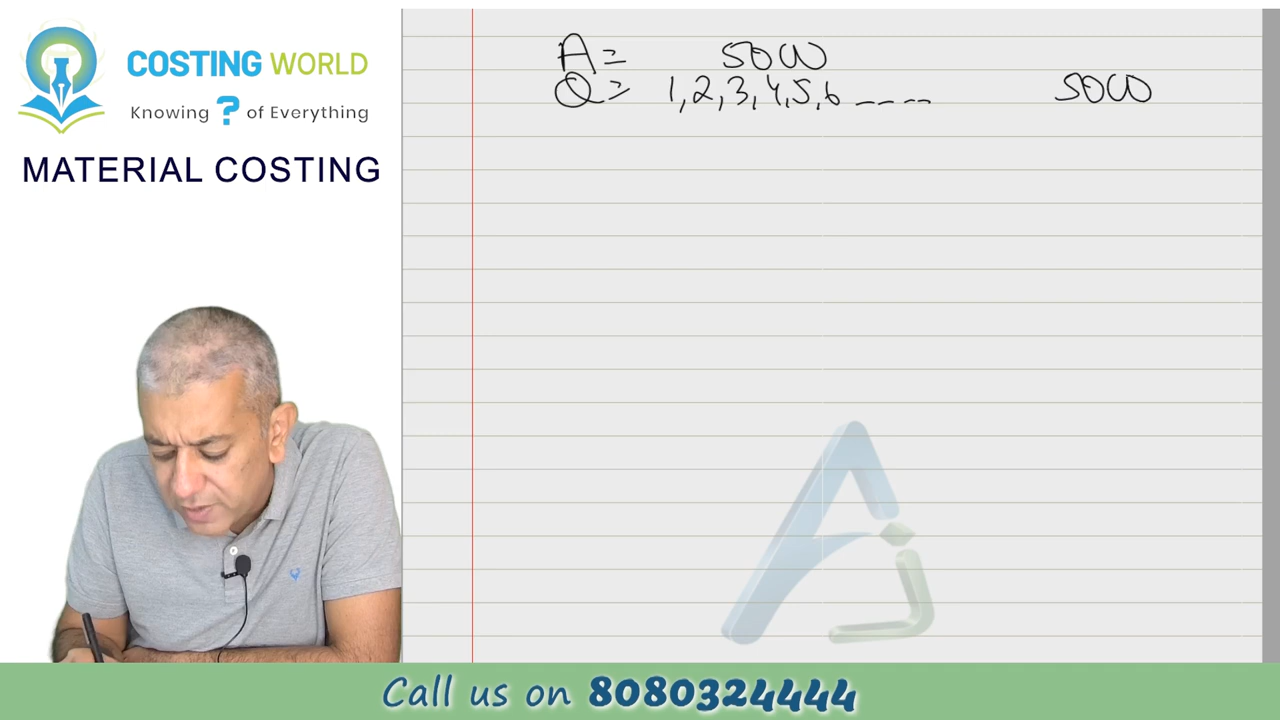 COSTING WORLD
Knowing ? of Everything
MATERIAL COSTING
A = 5000
Q = 1, 2, 3, 4, 5, 6 ---- 5000
Call us on 8080324444